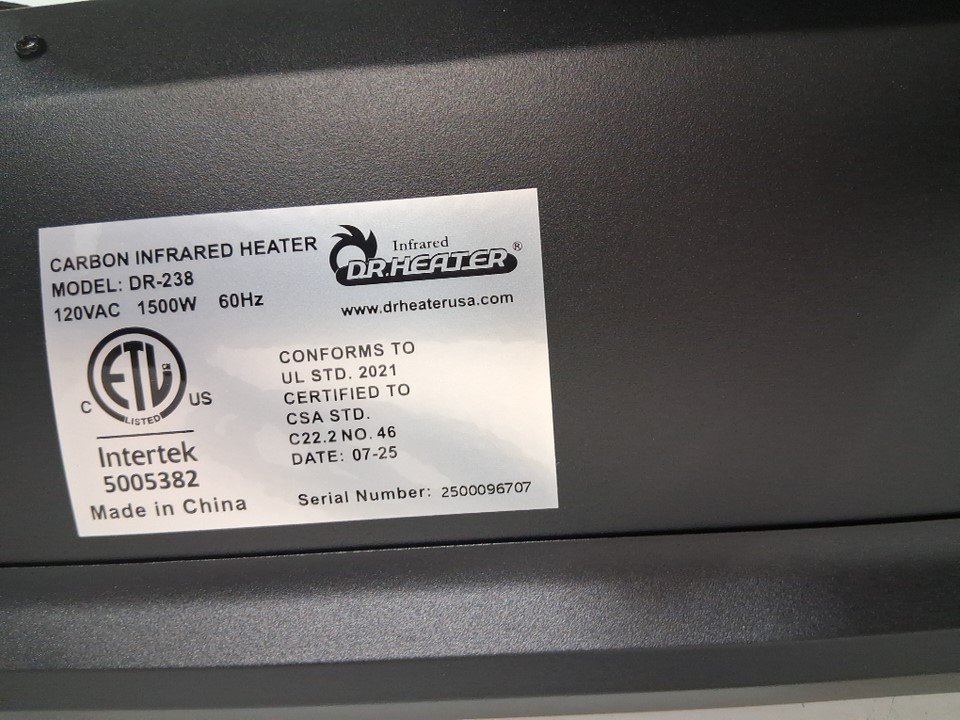 CARBON INFRARED HEATER
MODEL: DR-238
120VAC 1500W 60Hz
Infrared
DR.HEATER®
www.drheaterusa.com
C ETL CM US
LISTED
Intertek
5005382
Made in China
CONFORMS TO
UL STD. 2021
CERTIFIED TO
CSA STD.
C22.2 NO. 46
DATE: 07-25
Serial Number: 2500096707